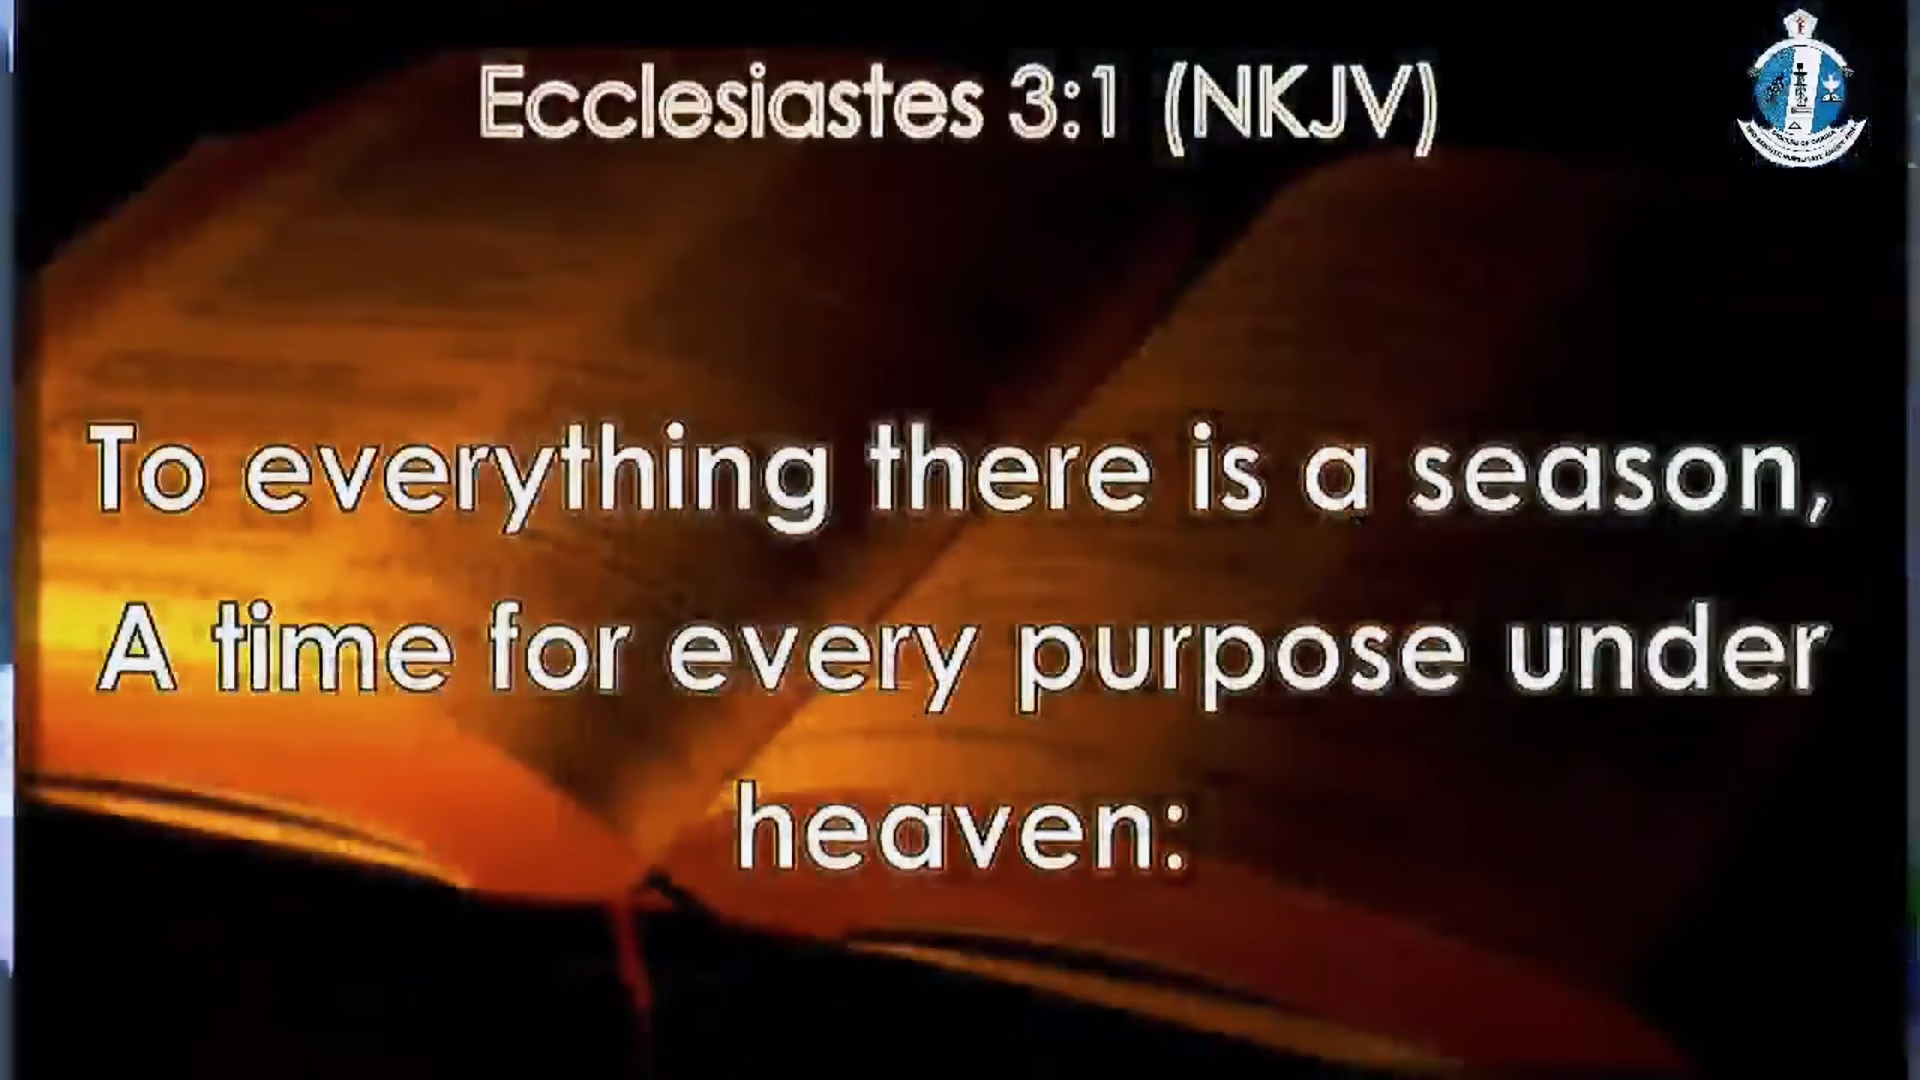 Ecclesiastes 3:1 (NKJV)
To everything there is a season,
A time for every purpose under
heaven: